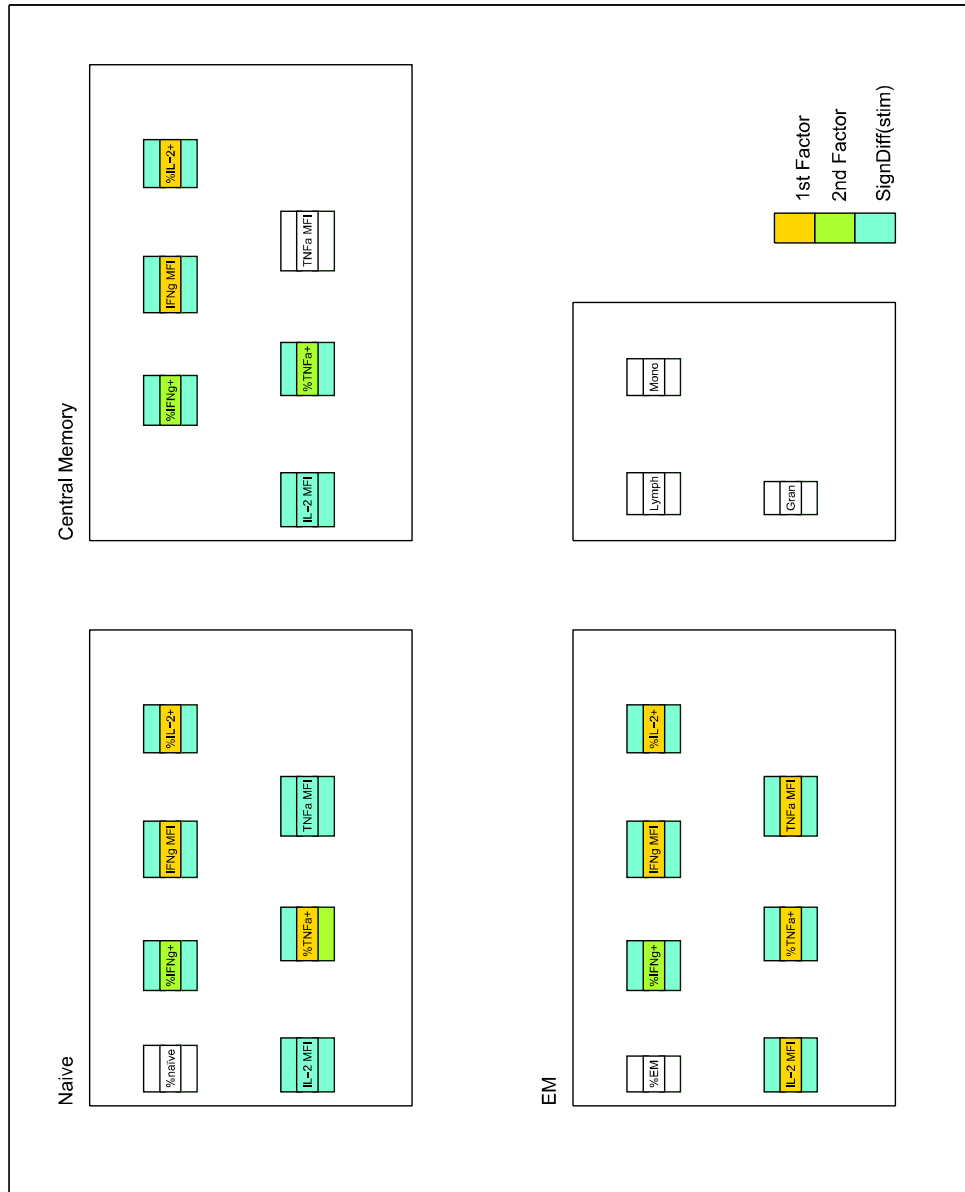 Naïve
%naïve
%IFNg+
IFNg MFI
%IL−2+
IL−2 MFI
%TNFa+
TNFa MFI
Central Memory
%IFNg+
IFNg MFI
%IL−2+
IL−2 MFI
%TNFa+
TNFa MFI
EM
%EM
%IFNg+
IFNg MFI
%IL−2+
IL−2 MFI
%TNFa+
TNFa MFI
Lymph
Mono
Gran
1st Factor
2nd Factor
SignDiff(stim)